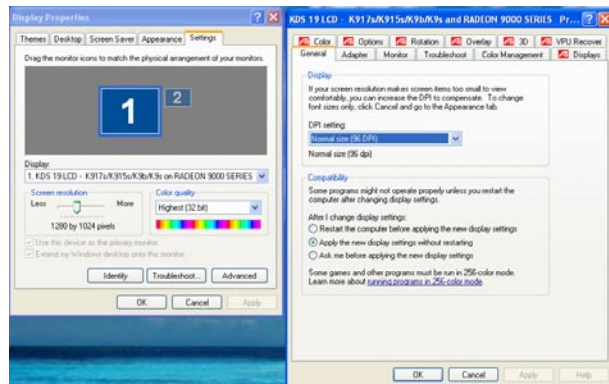 Display Properties
Themes
Desktop
Screen Saver
Appearance
Settings
Drag the monitor icons to match the physical arrangement of your monitors.
1
2
Display:
1. KDS 19 LCD - K917s/K915s/K9b/K9s on RADEON 9000 SERIES
Screen resolution
Less
More
1280 by 1024 pixels
Color quality
Highest (32 bit)
Use this device as the primary monitor.
Extend my Windows desktop onto this monitor.
Identify
Troubleshoot...
Advanced
OK
Cancel
Apply
KDS 19 LCD - K917s/K915s/K9b/K9s and RADEON 9000 SERIES Pr...
Color
Options
Rotation
Overlay
3D
VPU Recover
General
Adapter
Monitor
Troubleshoot
Color Management
Displays
Display
If your screen resolution makes screen items too small to view
comfortably, you can increase the DPI to compensate. To change
font sizes only, click Cancel and go to the Appearance tab.
DPI setting:
Normal size (96 DPI)
Normal size (96 dpi)
Compatibility
Some programs might not operate properly unless you restart the
computer after changing display settings.
After I change display settings:
Restart the computer before applying the new display settings
Apply the new display settings without restarting
Ask me before applying the new display settings
Some games and other programs must be run in 256-color mode.
Learn more about running programs in 256-color mode.
OK
Cancel
Apply
Help